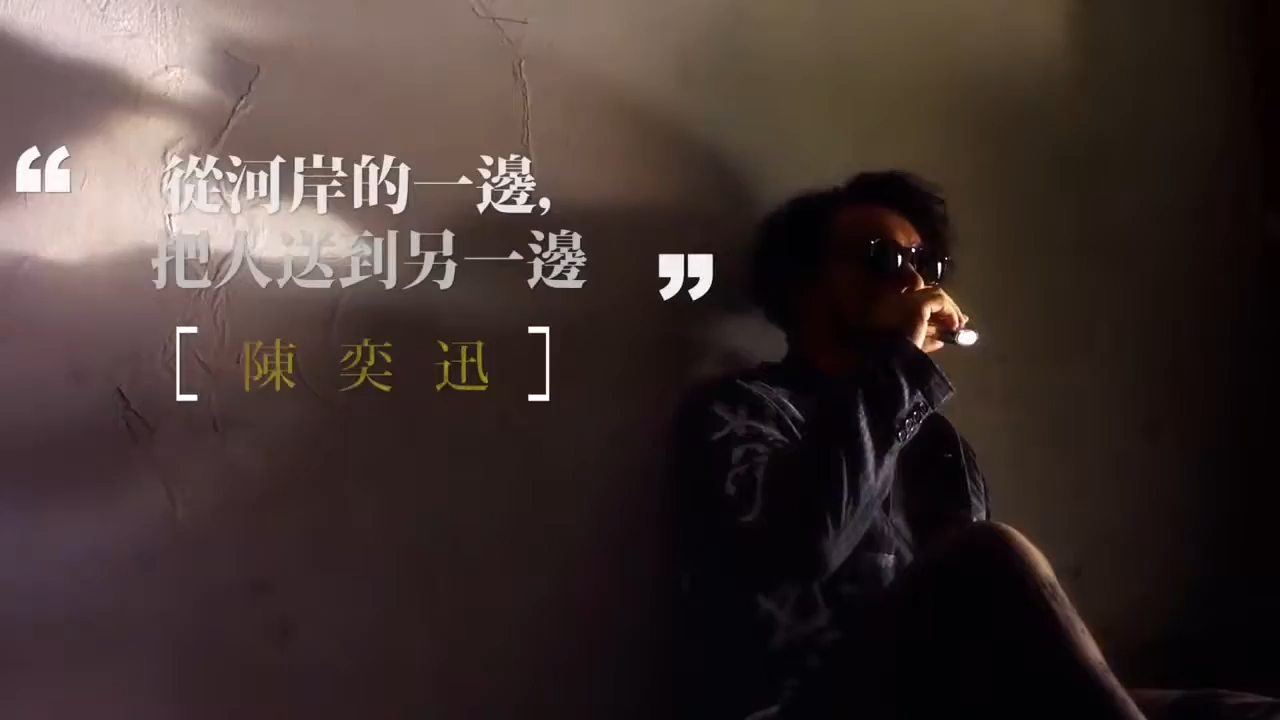 “ 從河岸的一邊,
把人送到另一邊 ”
[ 陳 奕 迅 ]